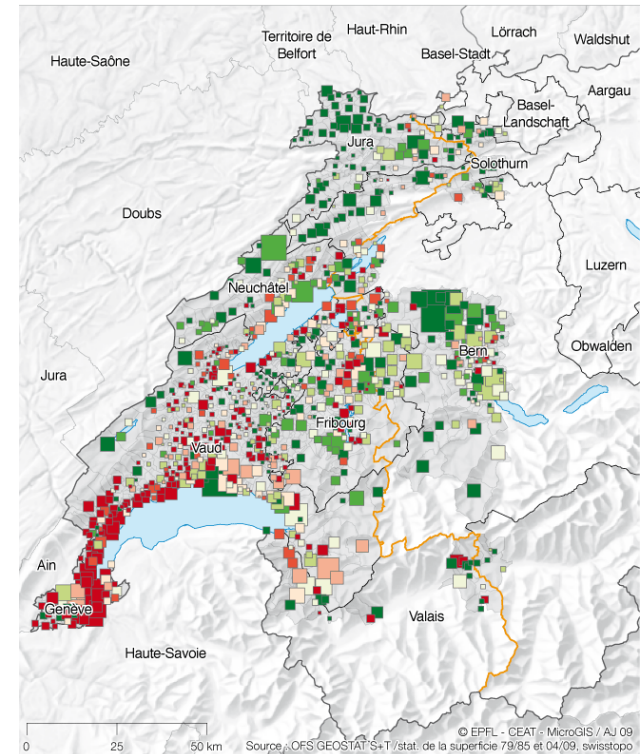 Haut-Rhin
Lörrach
Territoire de
Belfort
Waldshut
Basel-Stadt
Haute-Saône
Aargau
Basel-
Landschaft
Jura
Solothurn
Doubs
Luzern
Neuchâtel
Obwalden
Bern
Jura
Fribourg
Vaud
Ain
Genève
Valais
Haute-Savoie
© EPFL - CEAT - MicroGIS / AJ 09
0 25 50 km
Source : OFS GEOSTAT S+T /stat. de la superficie 79/85 et 04/09, swisstopo